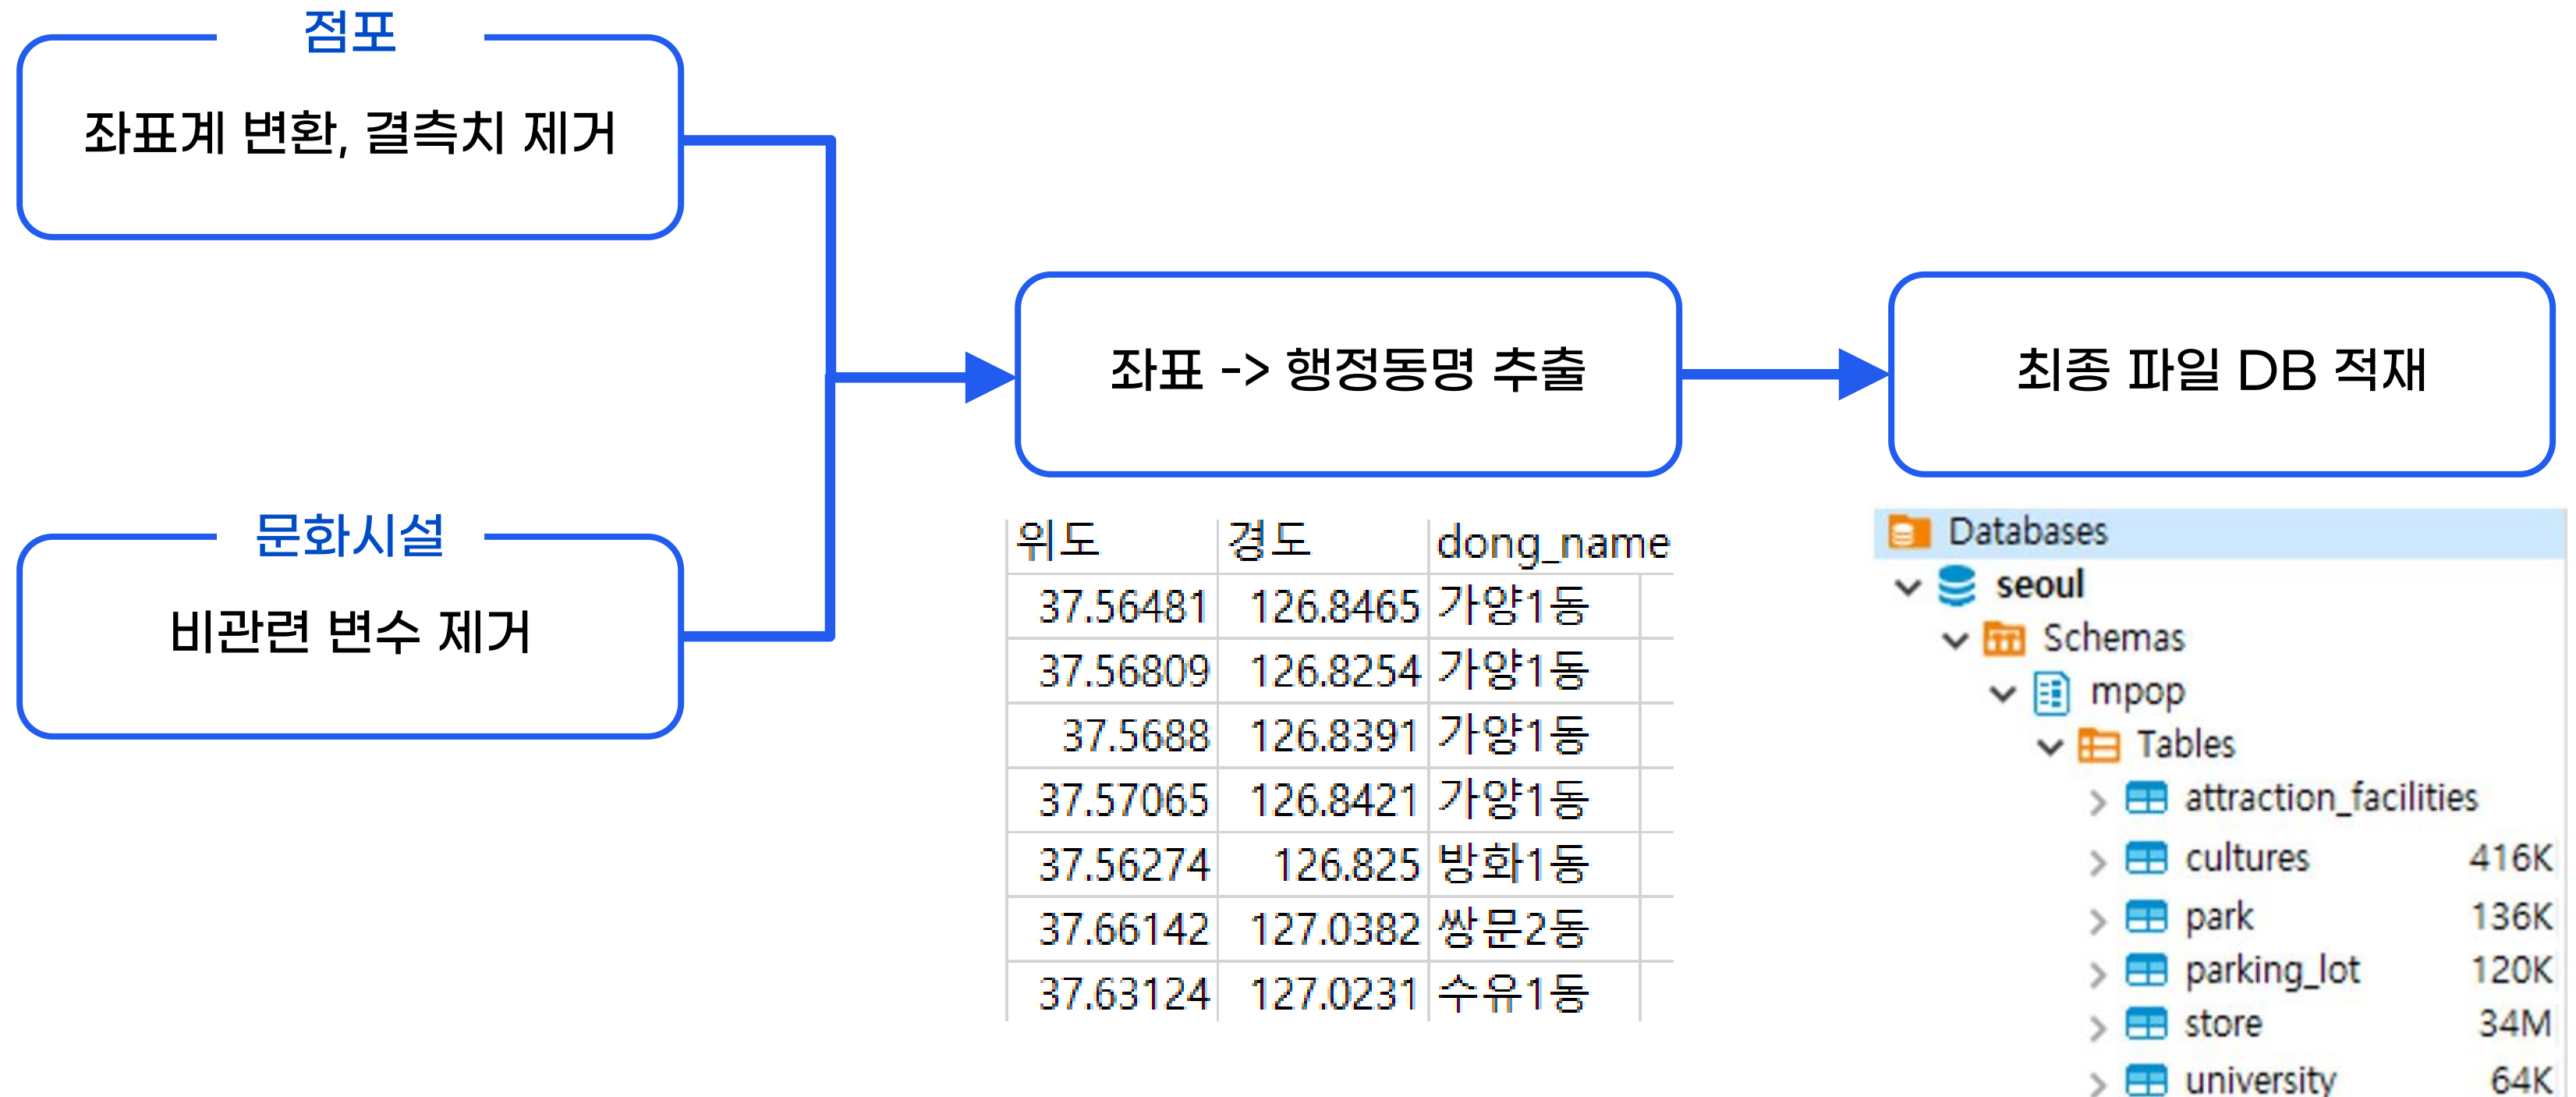 점포
좌표계 변환, 결측치 제거
문화시설
비관련 변수 제거
좌표 -> 행정동명 추출
위도 경도 dong_name
37.56481 126.8465 가양1동
37.56809 126.8254 가양1동
37.5688 126.8391 가양1동
37.57065 126.8421 가양1동
37.56274 126.825 방화1동
37.66142 127.0382 쌍문2동
37.63124 127.0231 수유1동
최종 파일 DB 적재
Databases
seoul
Schemas
mpop
Tables
attraction_facilities
cultures 416K
park 136K
parking_lot 120K
store 34M
university 64K